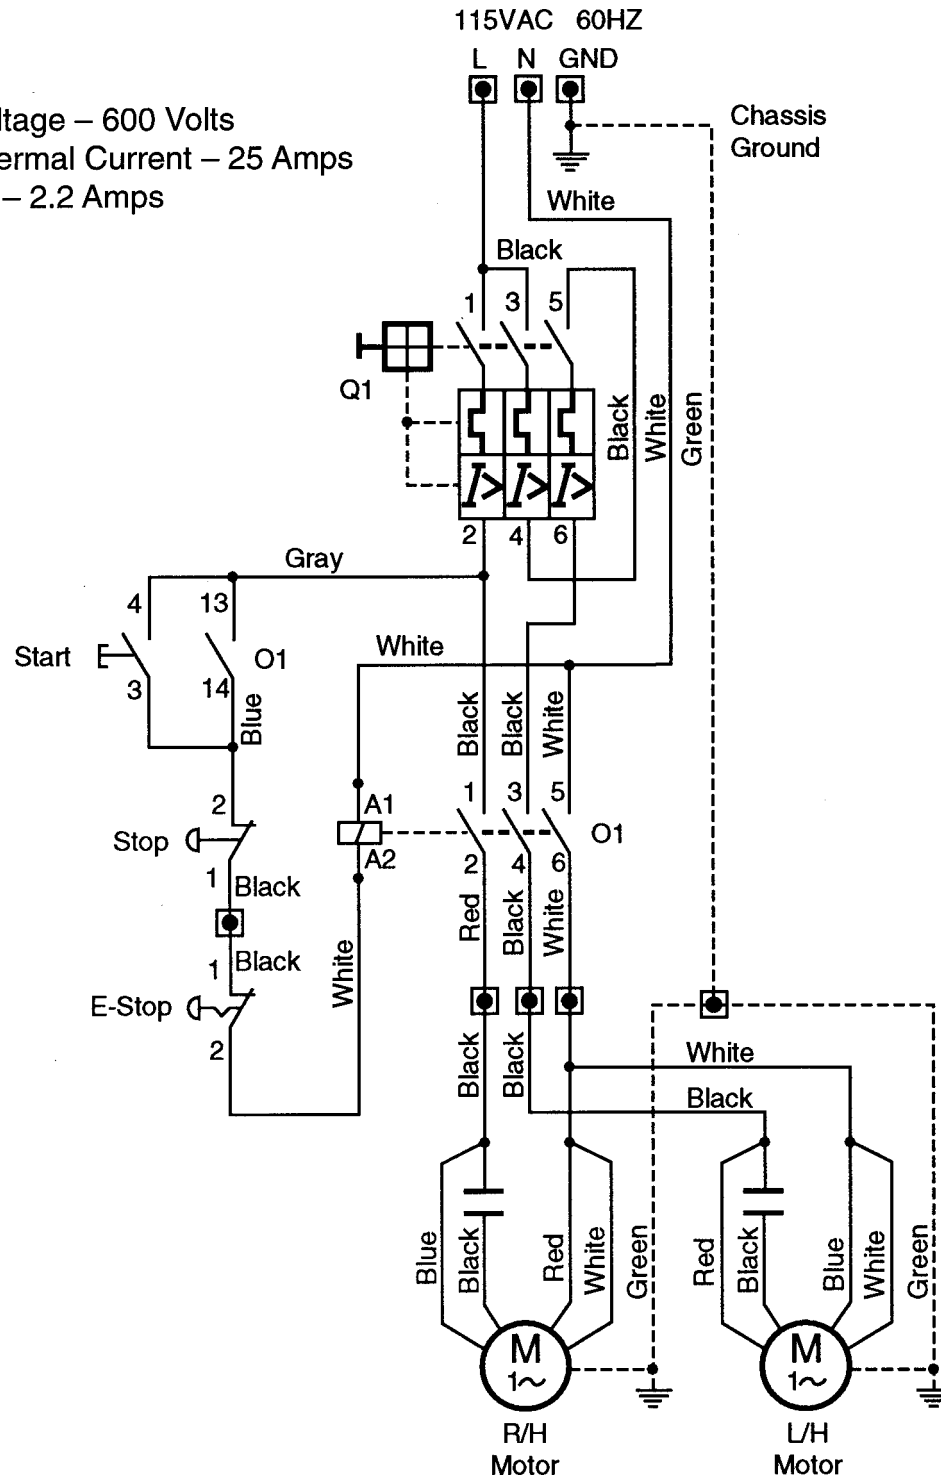 115VAC 60HZ
L N GND
ltage – 600 Volts
ermal Current – 25 Amps
– 2.2 Amps
Chassis
Ground
White
Black
1 3 5
Q1
Black
White
Green
2 4 6
Gray
4 13
Start
O1
3 14
Blue
White
Black
Black
White
2
A1
1 3 5
Stop
O1
A2
2 4 6
1
Black
Red
Black
White
1
Black
White
E-Stop
2
Black
Black
White
Black
Blue
Black
Red
White
Green
Red
Black
Blue
White
Green
M
1~
M
1~
R/H
Motor
L/H
Motor